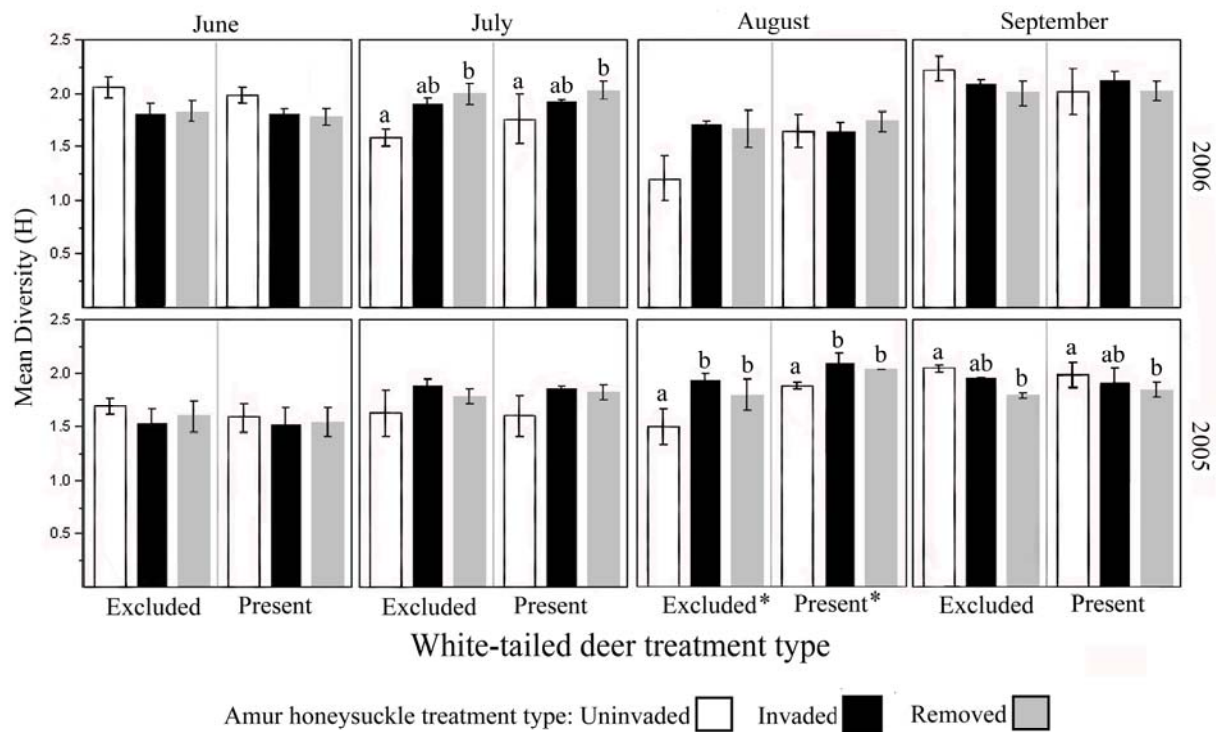 June July August September
2.5
a ab b a ab b
2.0
1.5
1.0
0.5
2006
Mean Diversity (H)
2.5
a b b a b b a ab b a ab b
2.0
1.5
1.0
0.5
2005
Excluded Present Excluded Present Excluded* Present* Excluded Present
White-tailed deer treatment type
Amur honeysuckle treatment type: Uninvaded Invaded Removed